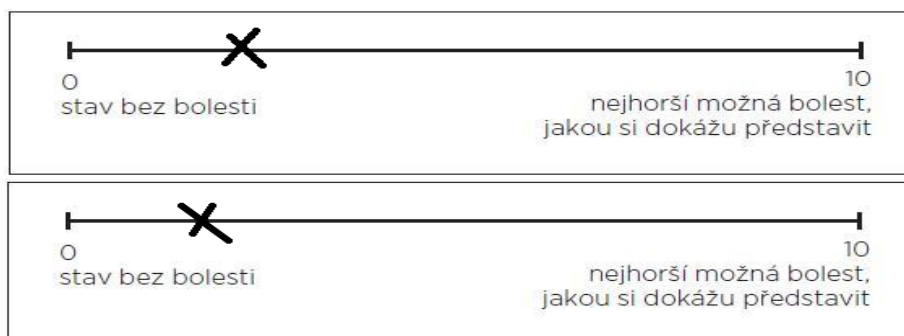 0 10
stav bez bolesti nejhorší možná bolest,
jakou si dokážu představit
0 10
stav bez bolesti nejhorší možná bolest,
jakou si dokážu představit